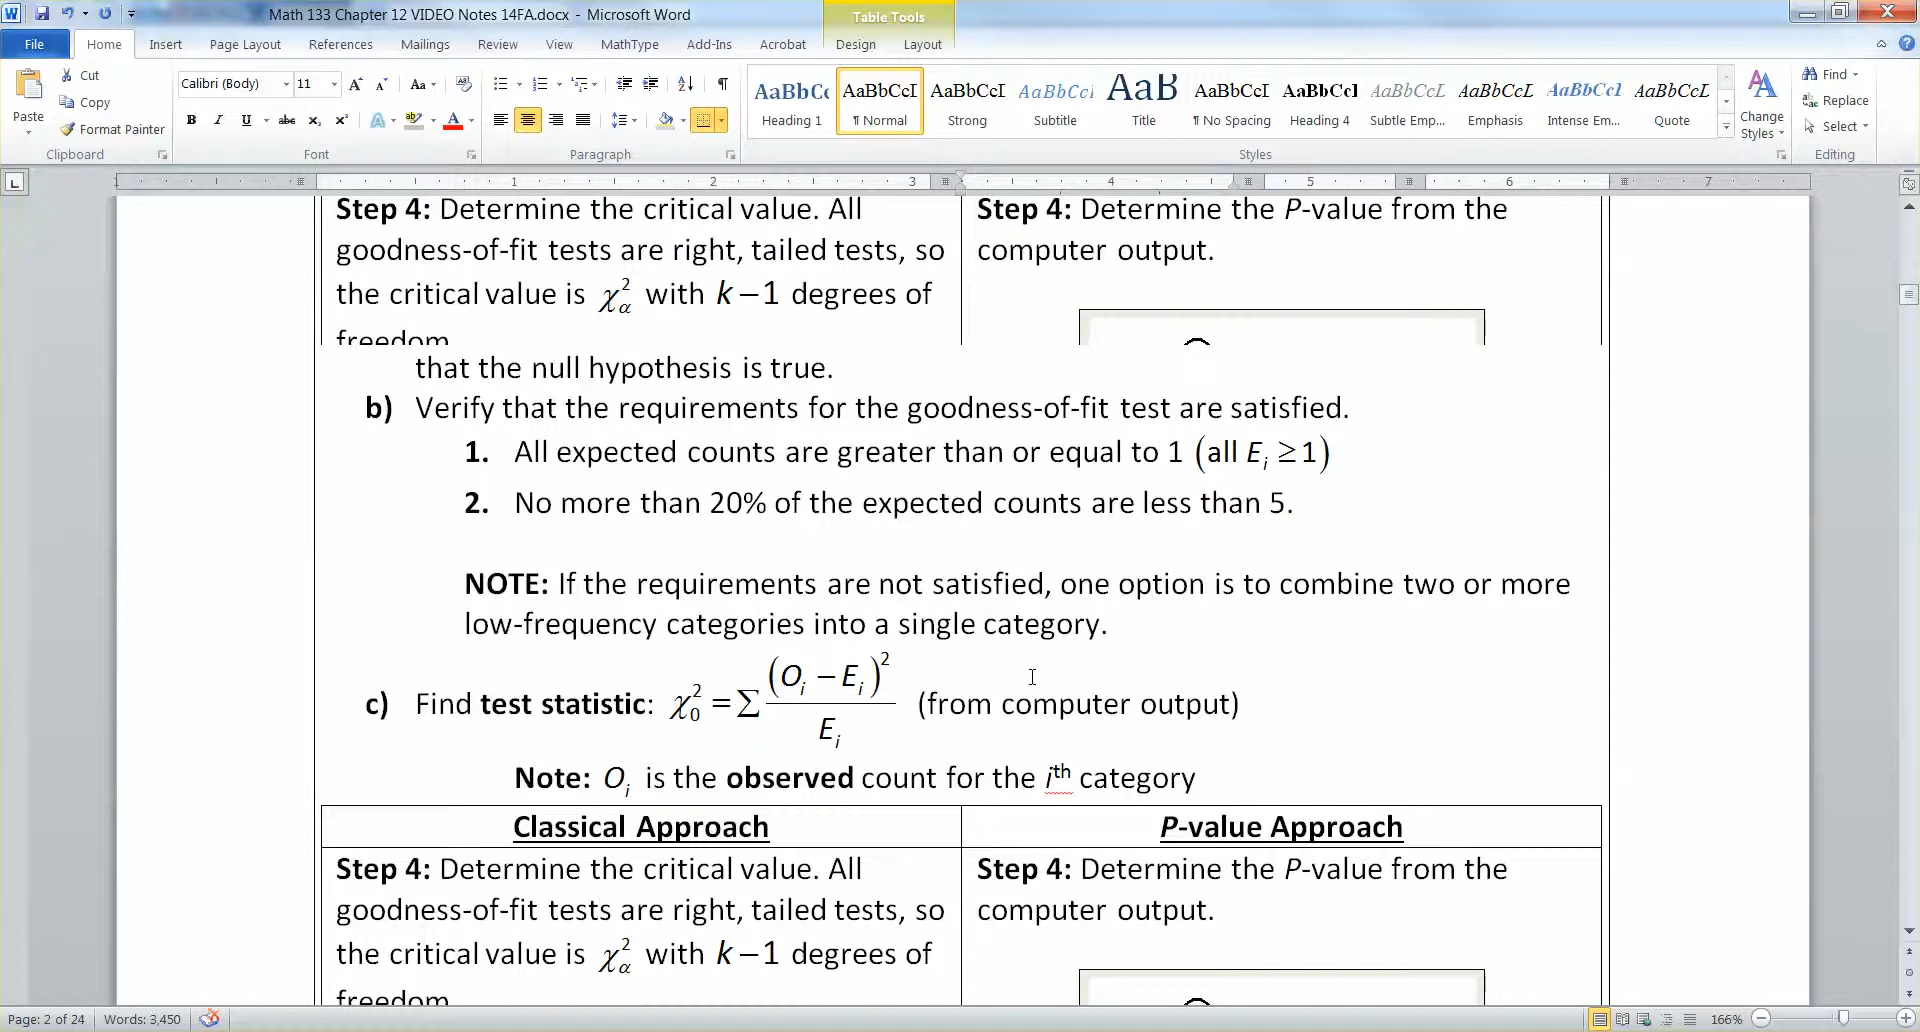 Math 133 Chapter 12 VIDEO Notes 14FA.docx - Microsoft Word
Table Tools
File Home Insert Page Layout References Mailings Review View MathType Add-Ins Acrobat Design Layout
Paste
Cut
Copy
Format Painter
Clipboard
Calibri (Body) 11
Font
Paragraph
AaBbCc AaBbCcI AaBbCcI AaBbCcI AaB AaBbCcI AaBbCcI AaBbCcL AaBbCcL AaBbCcI AaBbCcL
Heading 1 ¶ Normal Strong Subtitle Title ¶ No Spacing Heading 4 Subtle Emp... Emphasis Intense Em... Quote
Change Styles
Styles
Find
Replace
Select
Editing
1 1 2 3 4 5 6 7
Step 4: Determine the critical value. All
goodness-of-fit tests are right, tailed tests, so
the critical value is χ²α with k − 1 degrees of
freedom
Step 4: Determine the P-value from the
computer output.
that the null hypothesis is true.
b) Verify that the requirements for the goodness-of-fit test are satisfied.
1. All expected counts are greater than or equal to 1 (all Ei ≥ 1)
2. No more than 20% of the expected counts are less than 5.
NOTE: If the requirements are not satisfied, one option is to combine two or more
low-frequency categories into a single category.
c) Find test statistic: χ²0 = Σ (Oi − Ei)² / Ei (from computer output)
Note: Oi is the observed count for the ith category
Classical Approach
P-value Approach
Step 4: Determine the critical value. All
goodness-of-fit tests are right, tailed tests, so
the critical value is χ²α with k − 1 degrees of
freedom
Step 4: Determine the P-value from the
computer output.
Page: 2 of 24 Words: 3,450 166%